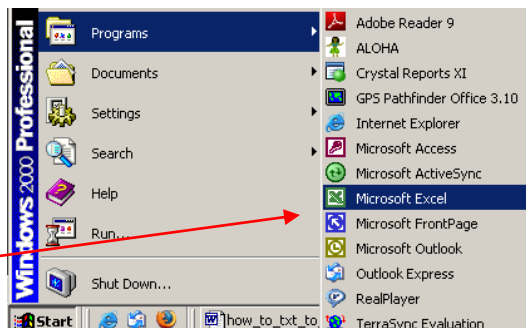 Windows 2000 Professional
Programs
Documents
Settings
Search
Help
Run...
Shut Down...
Adobe Reader 9
ALOHA
Crystal Reports XI
GPS Pathfinder Office 3.10
Internet Explorer
Microsoft Access
Microsoft ActiveSync
Microsoft Excel
Microsoft FrontPage
Microsoft Outlook
Outlook Express
RealPlayer
TerraSync Evaluation
Start
how_to_txt_to